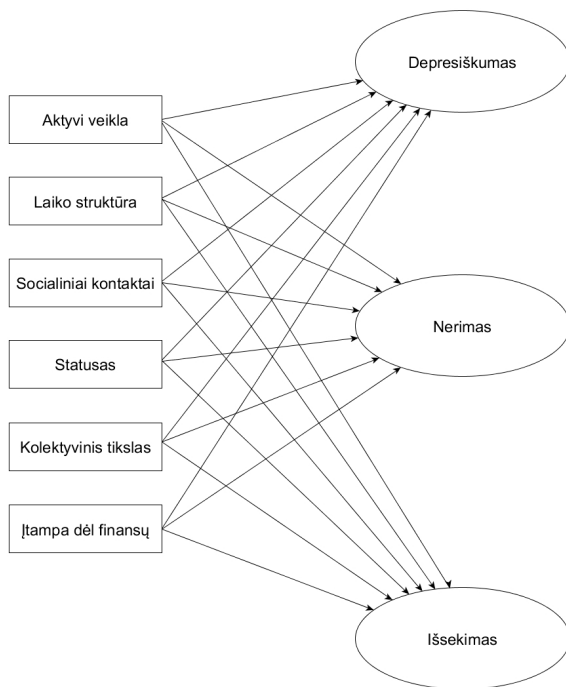 Depresiškumas
Aktyvi veikla
Laiko struktūra
Socialiniai kontaktai
Nerimas
Statusas
Kolektyvinis tikslas
Įtampa dėl finansų
Išsekimas